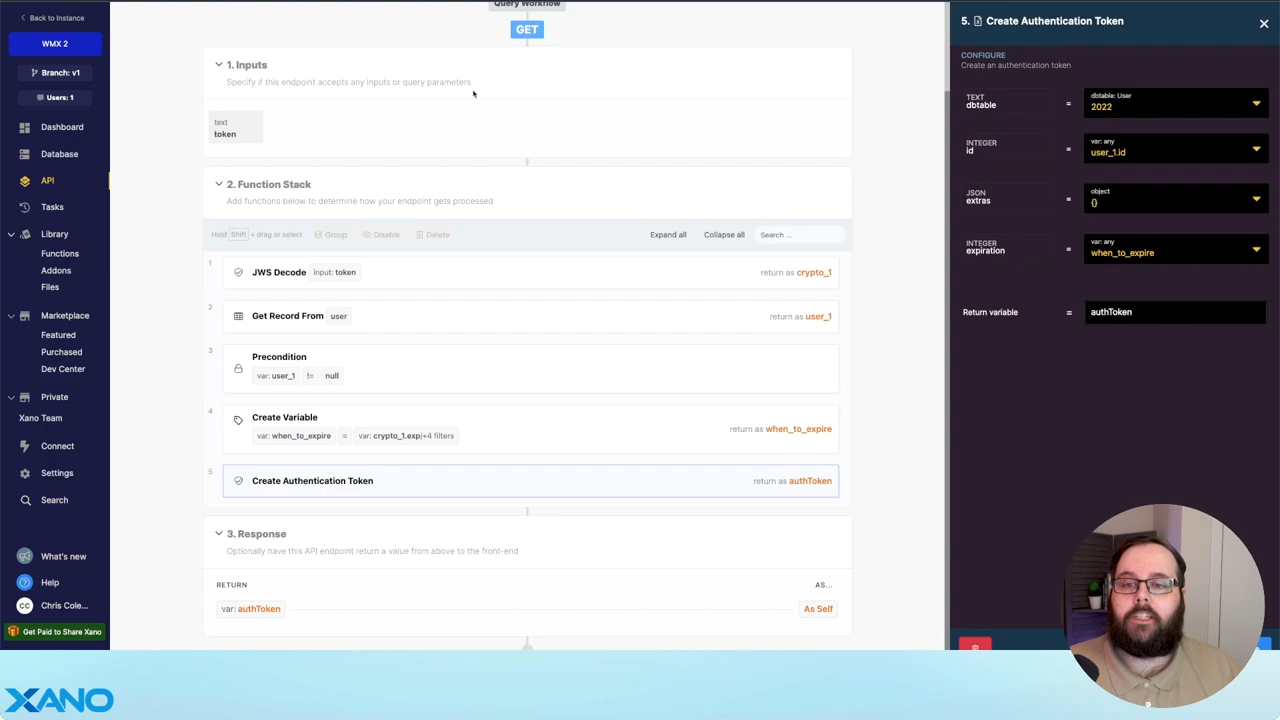 Back to Instance
WMX 2
Branch: v1
Users: 1
Dashboard
Database
API
Tasks
Library
Functions
Addons
Files
Marketplace
Featured
Purchased
Dev Center
Private
Xano Team
Connect
Settings
Search
What's new
Help
CC Chris Cole...
Get Paid to Share Xano
XANO
Query Workflow
GET
1. Inputs
Specify if this endpoint accepts any inputs or query parameters
text
token
2. Function Stack
Add functions below to determine how your endpoint gets processed
Hold Shift + drag or select Group Disable Delete Expand all Collapse all Search ...
1
JWS Decode input: token return as crypto_1
2
Get Record From user return as user_1
3
Precondition
var: user_1 != null
4
Create Variable
var: when_to_expire = var: crypto_1.exp|+4 filters return as when_to_expire
5
Create Authentication Token return as authToken
3. Response
Optionally have this API endpoint return a value from above to the front-end
RETURN AS...
var: authToken As Self
5. Create Authentication Token
CONFIGURE
Create an authentication token
TEXT
dbtable
=
dbtable: User
2022
INTEGER
id
=
var: any
user_1.id
JSON
extras
=
object
{}
INTEGER
expiration
=
var: any
when_to_expire
Return variable = authToken